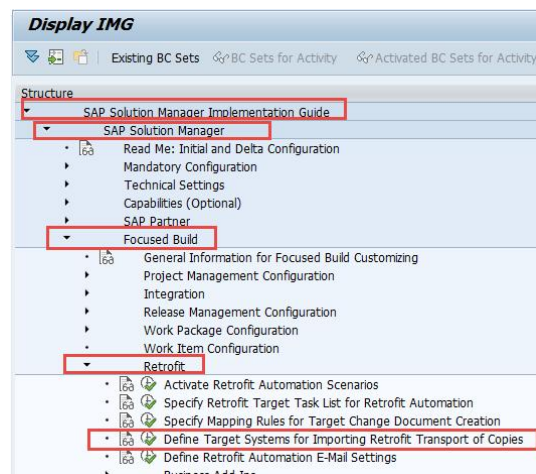 Display IMG
Existing BC Sets BC Sets for Activity Activated BC Sets for Activity
Structure
SAP Solution Manager Implementation Guide
SAP Solution Manager
Read Me: Initial and Delta Configuration
Mandatory Configuration
Technical Settings
Capabilities (Optional)
SAP Partner
Focused Build
General Information for Focused Build Customizing
Project Management Configuration
Integration
Release Management Configuration
Work Package Configuration
Work Item Configuration
Retrofit
Activate Retrofit Automation Scenarios
Specify Retrofit Target Task List for Retrofit Automation
Specify Mapping Rules for Target Change Document Creation
Define Target Systems for Importing Retrofit Transport of Copies
Define Retrofit Automation E-Mail Settings
Business Add-Ins